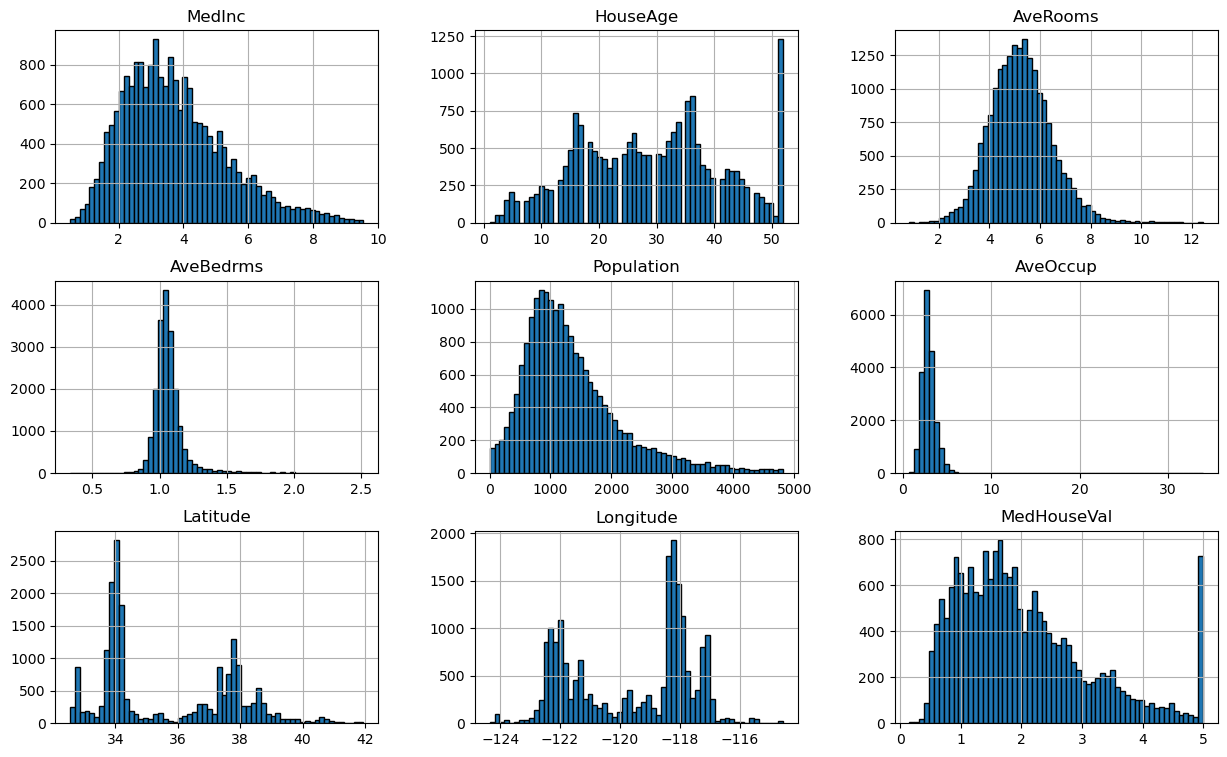 MedInc
800
600
400
200
0
2 4 6 8 10
HouseAge
1250
1000
750
500
250
0
0 10 20 30 40 50
AveRooms
1250
1000
750
500
250
0
2 4 6 8 10 12
AveBedrms
4000
3000
2000
1000
0
0.5 1.0 1.5 2.0 2.5
Population
1000
800
600
400
200
0
0 1000 2000 3000 4000 5000
AveOccup
6000
4000
2000
0
0 10 20 30
Latitude
2500
2000
1500
1000
500
0
34 36 38 40 42
Longitude
2000
1500
1000
500
0
−124 −122 −120 −118 −116
MedHouseVal
800
600
400
200
0
0 1 2 3 4 5